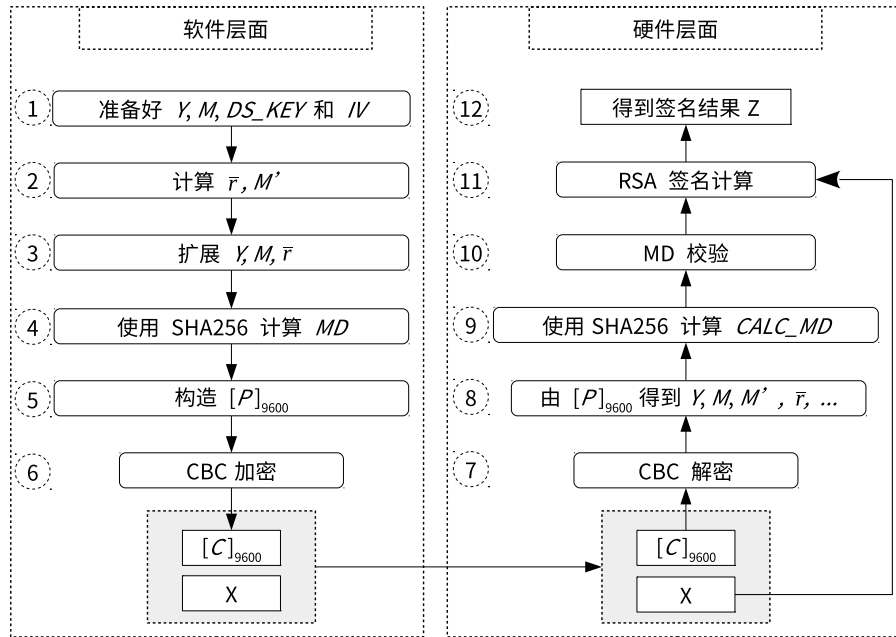 软件层面
① 准备好 Y, M, DS_KEY 和 IV
② 计算 r̅, M’
③ 扩展 Y, M, r̅
④ 使用 SHA256 计算 MD
⑤ 构造 [P]9600
⑥ CBC 加密
[C]9600
X
硬件层面
⑫ 得到签名结果 Z
⑪ RSA 签名计算
⑩ MD 校验
⑨ 使用 SHA256 计算 CALC_MD
⑧ 由 [P]9600 得到 Y, M, M’, r̅, ...
⑦ CBC 解密
[C]9600
X